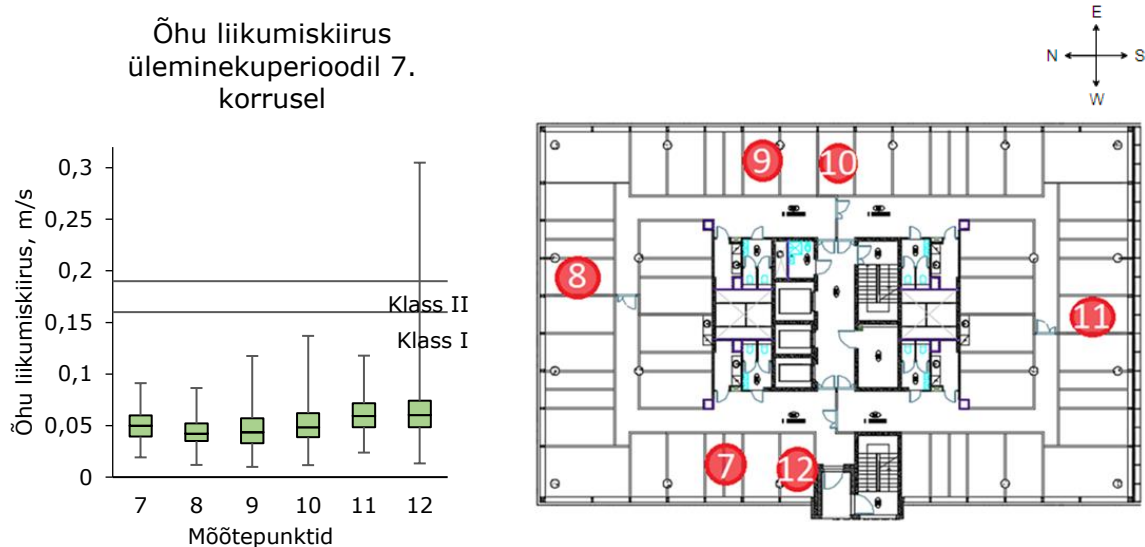 Õhu liikumiskiirus
üleminekuperioodil 7.
korrusel
Õhu liikumiskiirus, m/s
0,3
0,25
0,2
0,15
0,1
0,05
0
Klass II
Klass I
7 8 9 10 11 12
Mõõtepunktid
E
N S
W
9 10
8
11
7 12